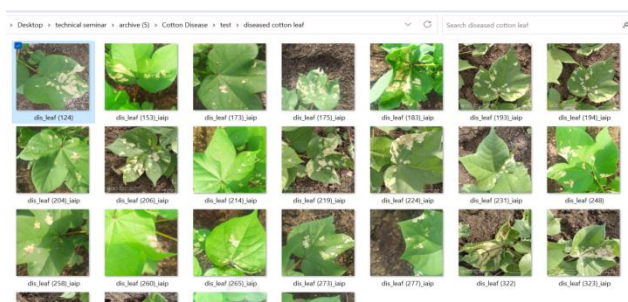 › Desktop › technical seminar › archive (5) › Cotton Disease › test › diseased cotton leaf
Search diseased cotton leaf
dis_leaf (124)
dis_leaf (153)_iaip
dis_leaf (173)_iaip
dis_leaf (175)_iaip
dis_leaf (183)_iaip
dis_leaf (193)_iaip
dis_leaf (194)_iaip
dis_leaf (204)_iaip
dis_leaf (206)_iaip
dis_leaf (214)_iaip
dis_leaf (219)_iaip
dis_leaf (224)_iaip
dis_leaf (231)_iaip
dis_leaf (248)
dis_leaf (258)_iaip
dis_leaf (260)_iaip
dis_leaf (265)_iaip
dis_leaf (273)_iaip
dis_leaf (277)_iaip
dis_leaf (322)
dis_leaf (323)_iaip